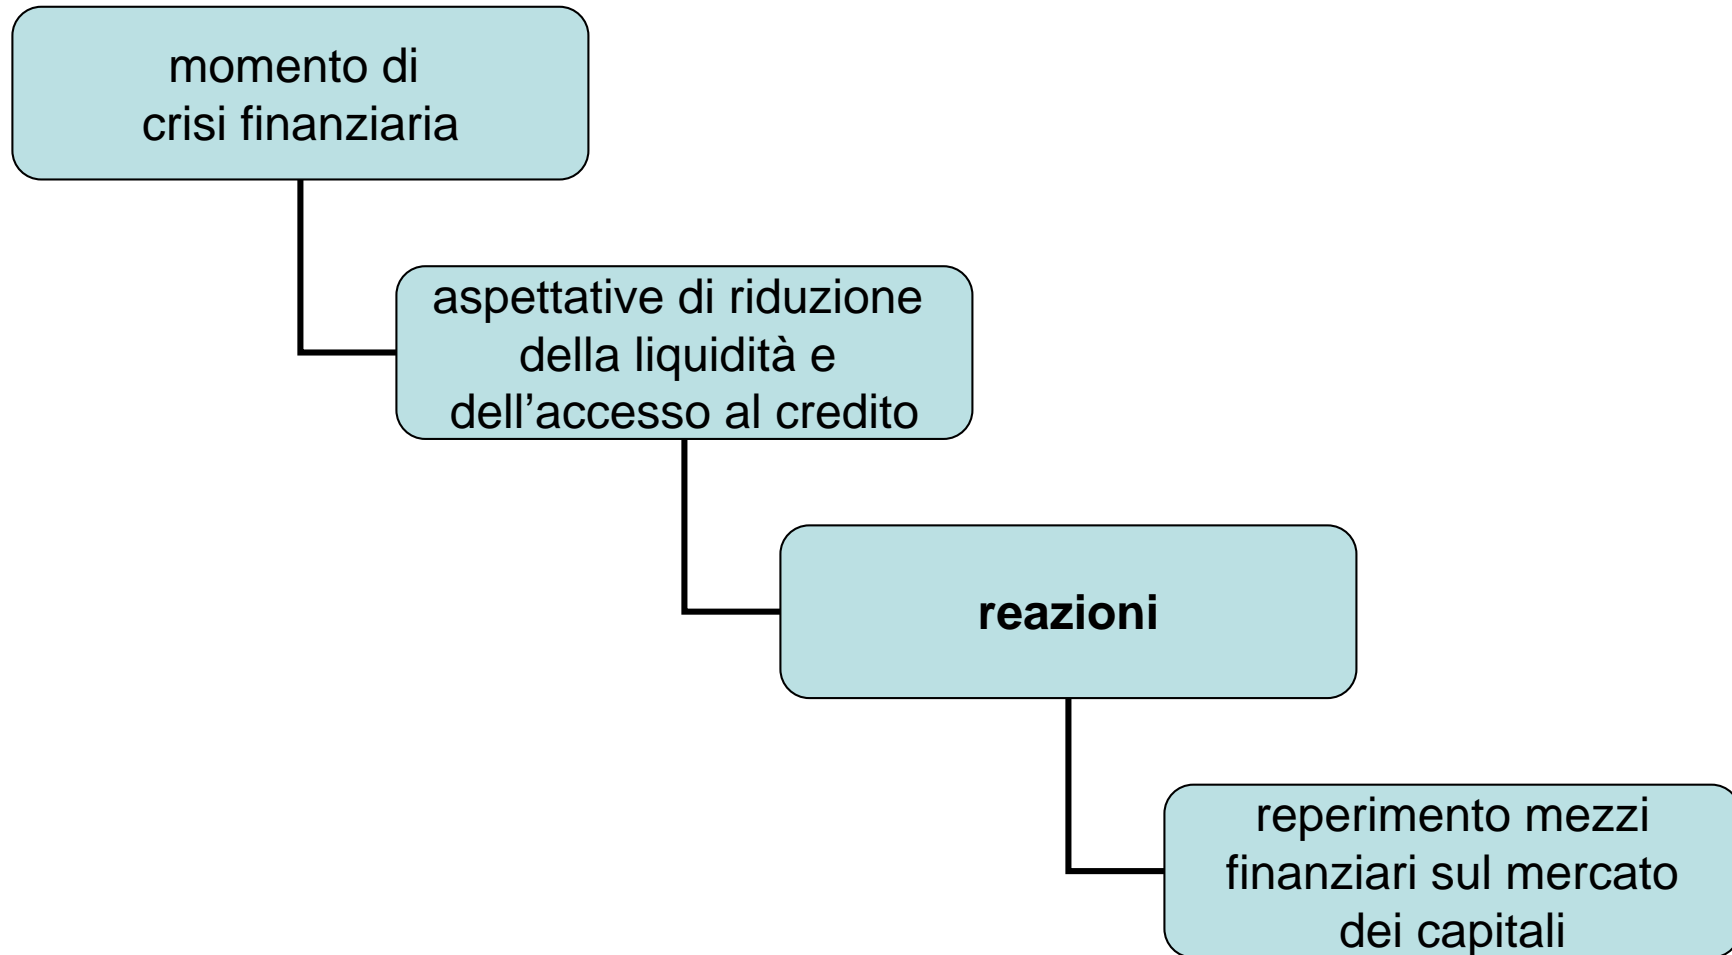 momento di
crisi finanziaria
aspettative di riduzione
della liquidità e
dell’accesso al credito
reazioni
reperimento mezzi
finanziari sul mercato
dei capitali